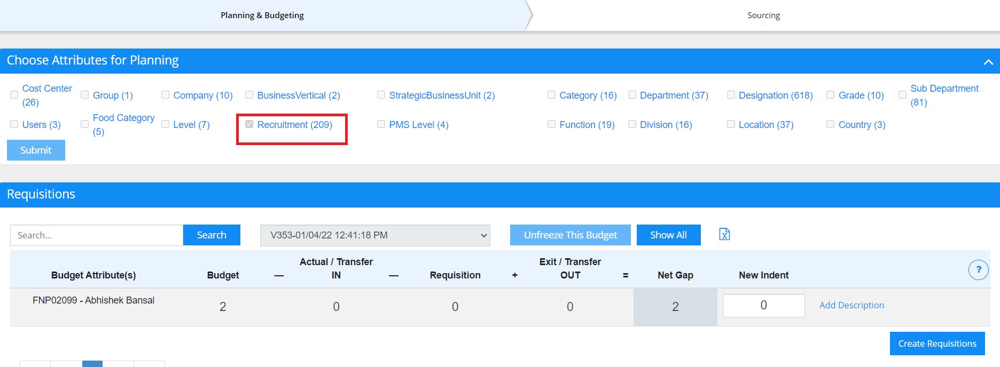 Planning & Budgeting
Sourcing
Choose Attributes for Planning
Cost Center (26)
Group (1)
Company (10)
BusinessVertical (2)
StrategicBusinessUnit (2)
Category (16)
Department (37)
Designation (618)
Grade (10)
Sub Department (81)
Users (3)
Food Category (5)
Level (7)
Recruitment (209)
PMS Level (4)
Function (19)
Division (16)
Location (37)
Country (3)
Submit
Requisitions
Search...
Search
V353-01/04/22 12:41:18 PM
Unfreeze This Budget
Show All
X
Budget Attribute(s)
Budget
—
Actual / Transfer IN
—
Requisition
+
Exit / Transfer OUT
=
Net Gap
New Indent
?
FNP02099 - Abhishek Bansal
2
0
0
0
2
0
Add Description
Create Requisitions